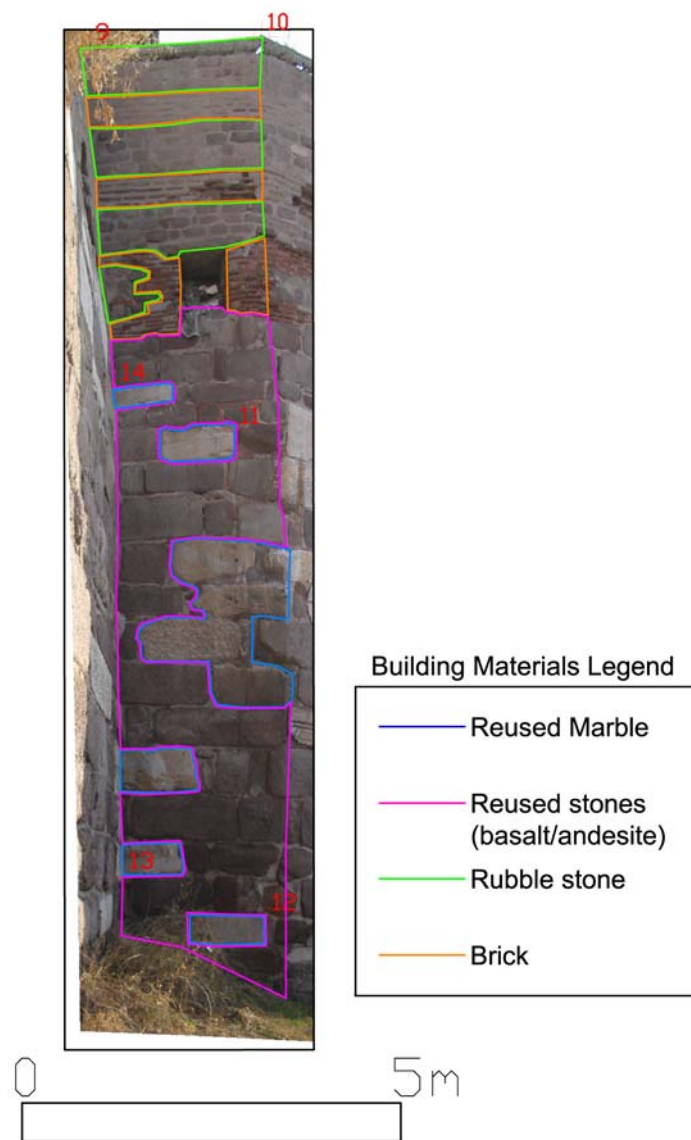 9
10
14
11
13
12
Building Materials Legend
Reused Marble
Reused stones
(basalt/andesite)
Rubble stone
Brick
0
5m